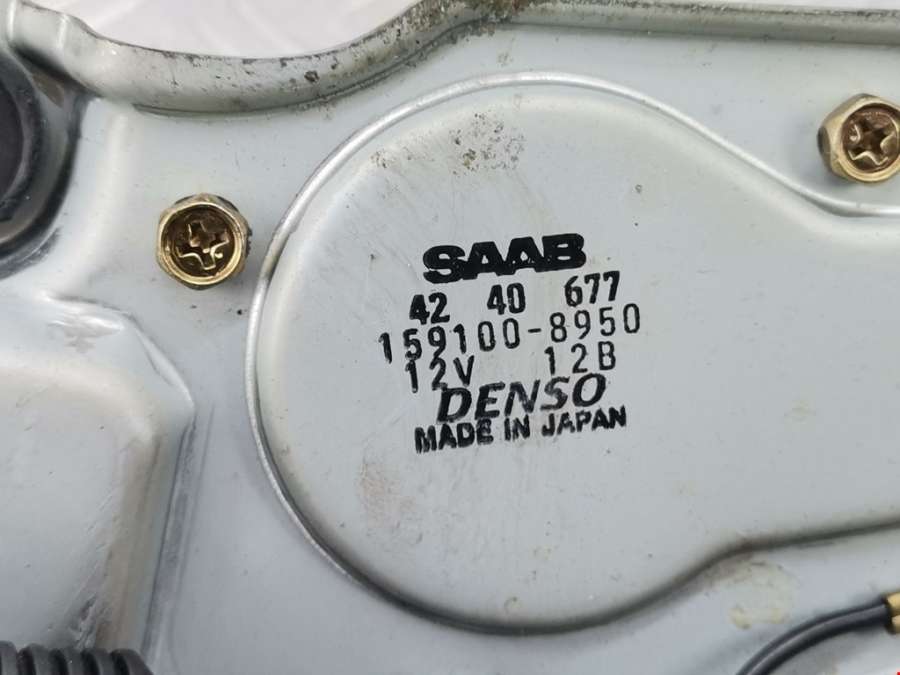 SAAB
42 40 677
159100-8950
12V 12B
DENSO
MADE IN JAPAN